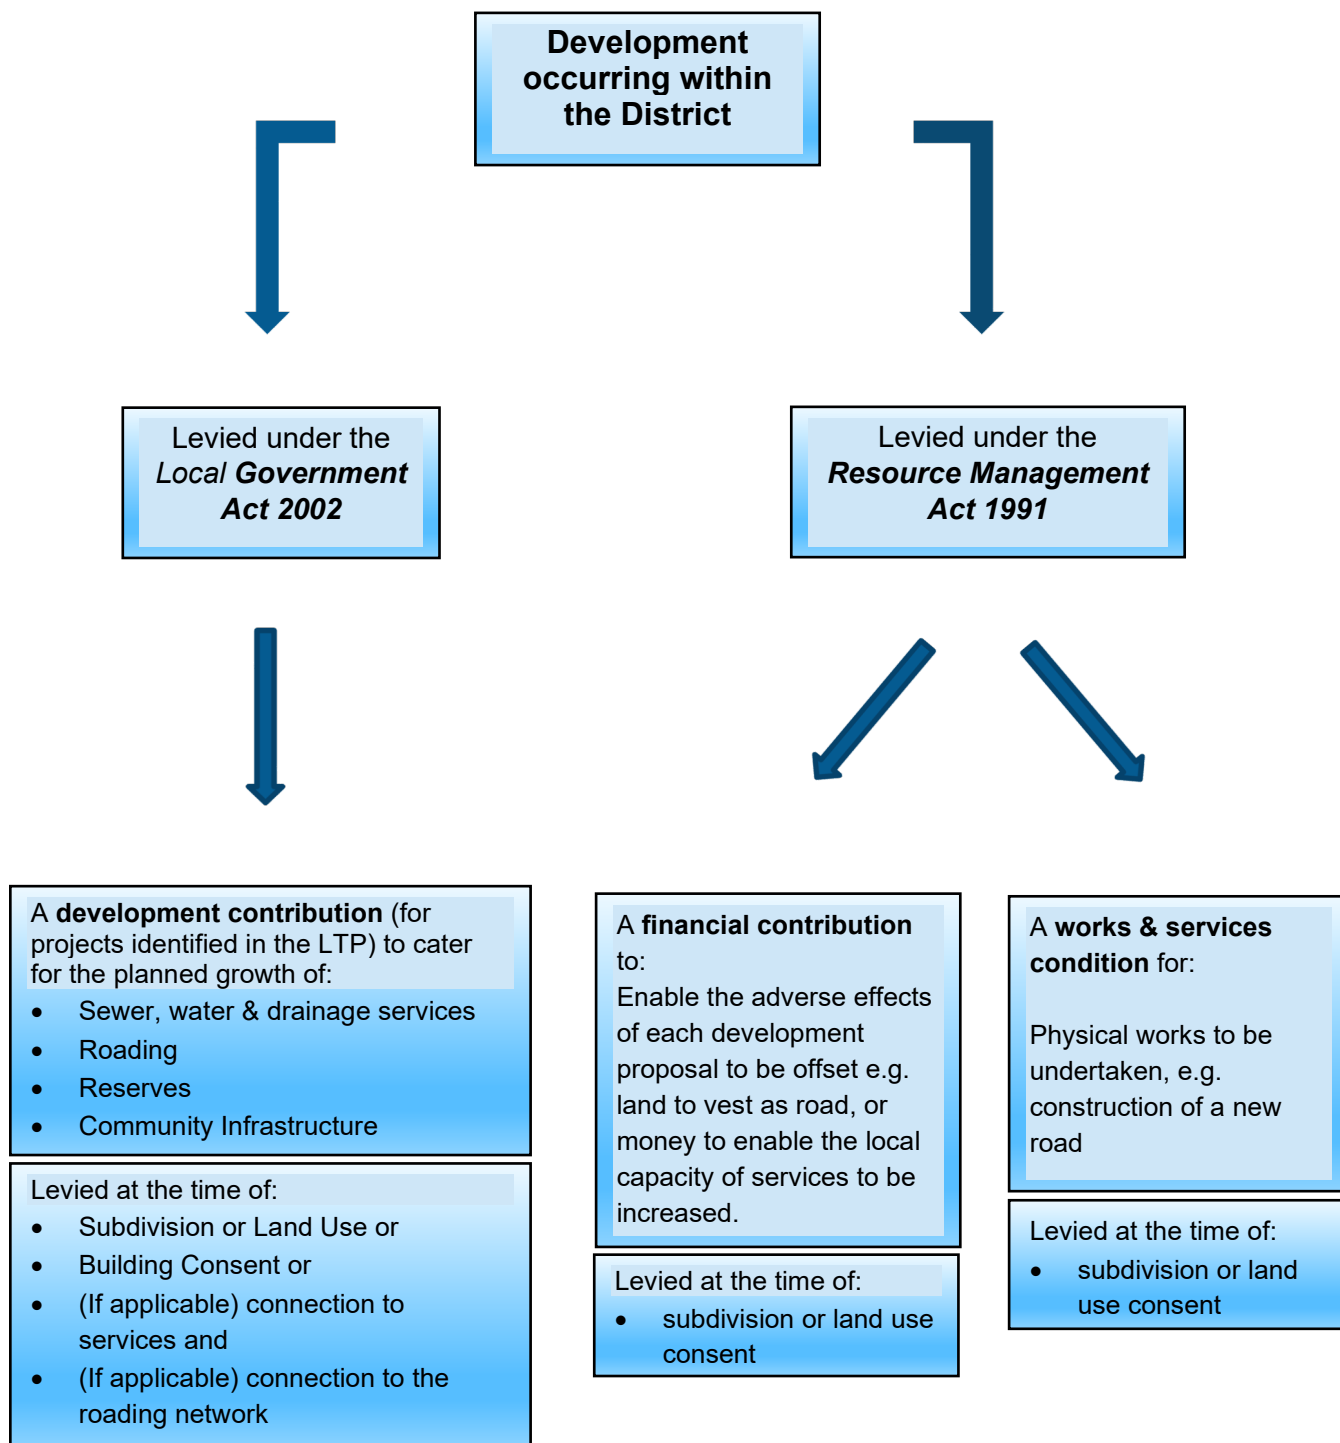 Development
occurring within
the District
Levied under the
Local Government
Act 2002
Levied under the
Resource Management
Act 1991
A development contribution (for
projects identified in the LTP) to cater
for the planned growth of:
• Sewer, water & drainage services
• Roading
• Reserves
• Community Infrastructure
Levied at the time of:
• Subdivision or Land Use or
• Building Consent or
• (If applicable) connection to
services and
• (If applicable) connection to the
roading network
A financial contribution
to:
Enable the adverse effects
of each development
proposal to be offset e.g.
land to vest as road, or
money to enable the local
capacity of services to be
increased.
Levied at the time of:
• subdivision or land use
consent
A works & services
condition for:
Physical works to be
undertaken, e.g.
construction of a new
road
Levied at the time of:
• subdivision or land
use consent